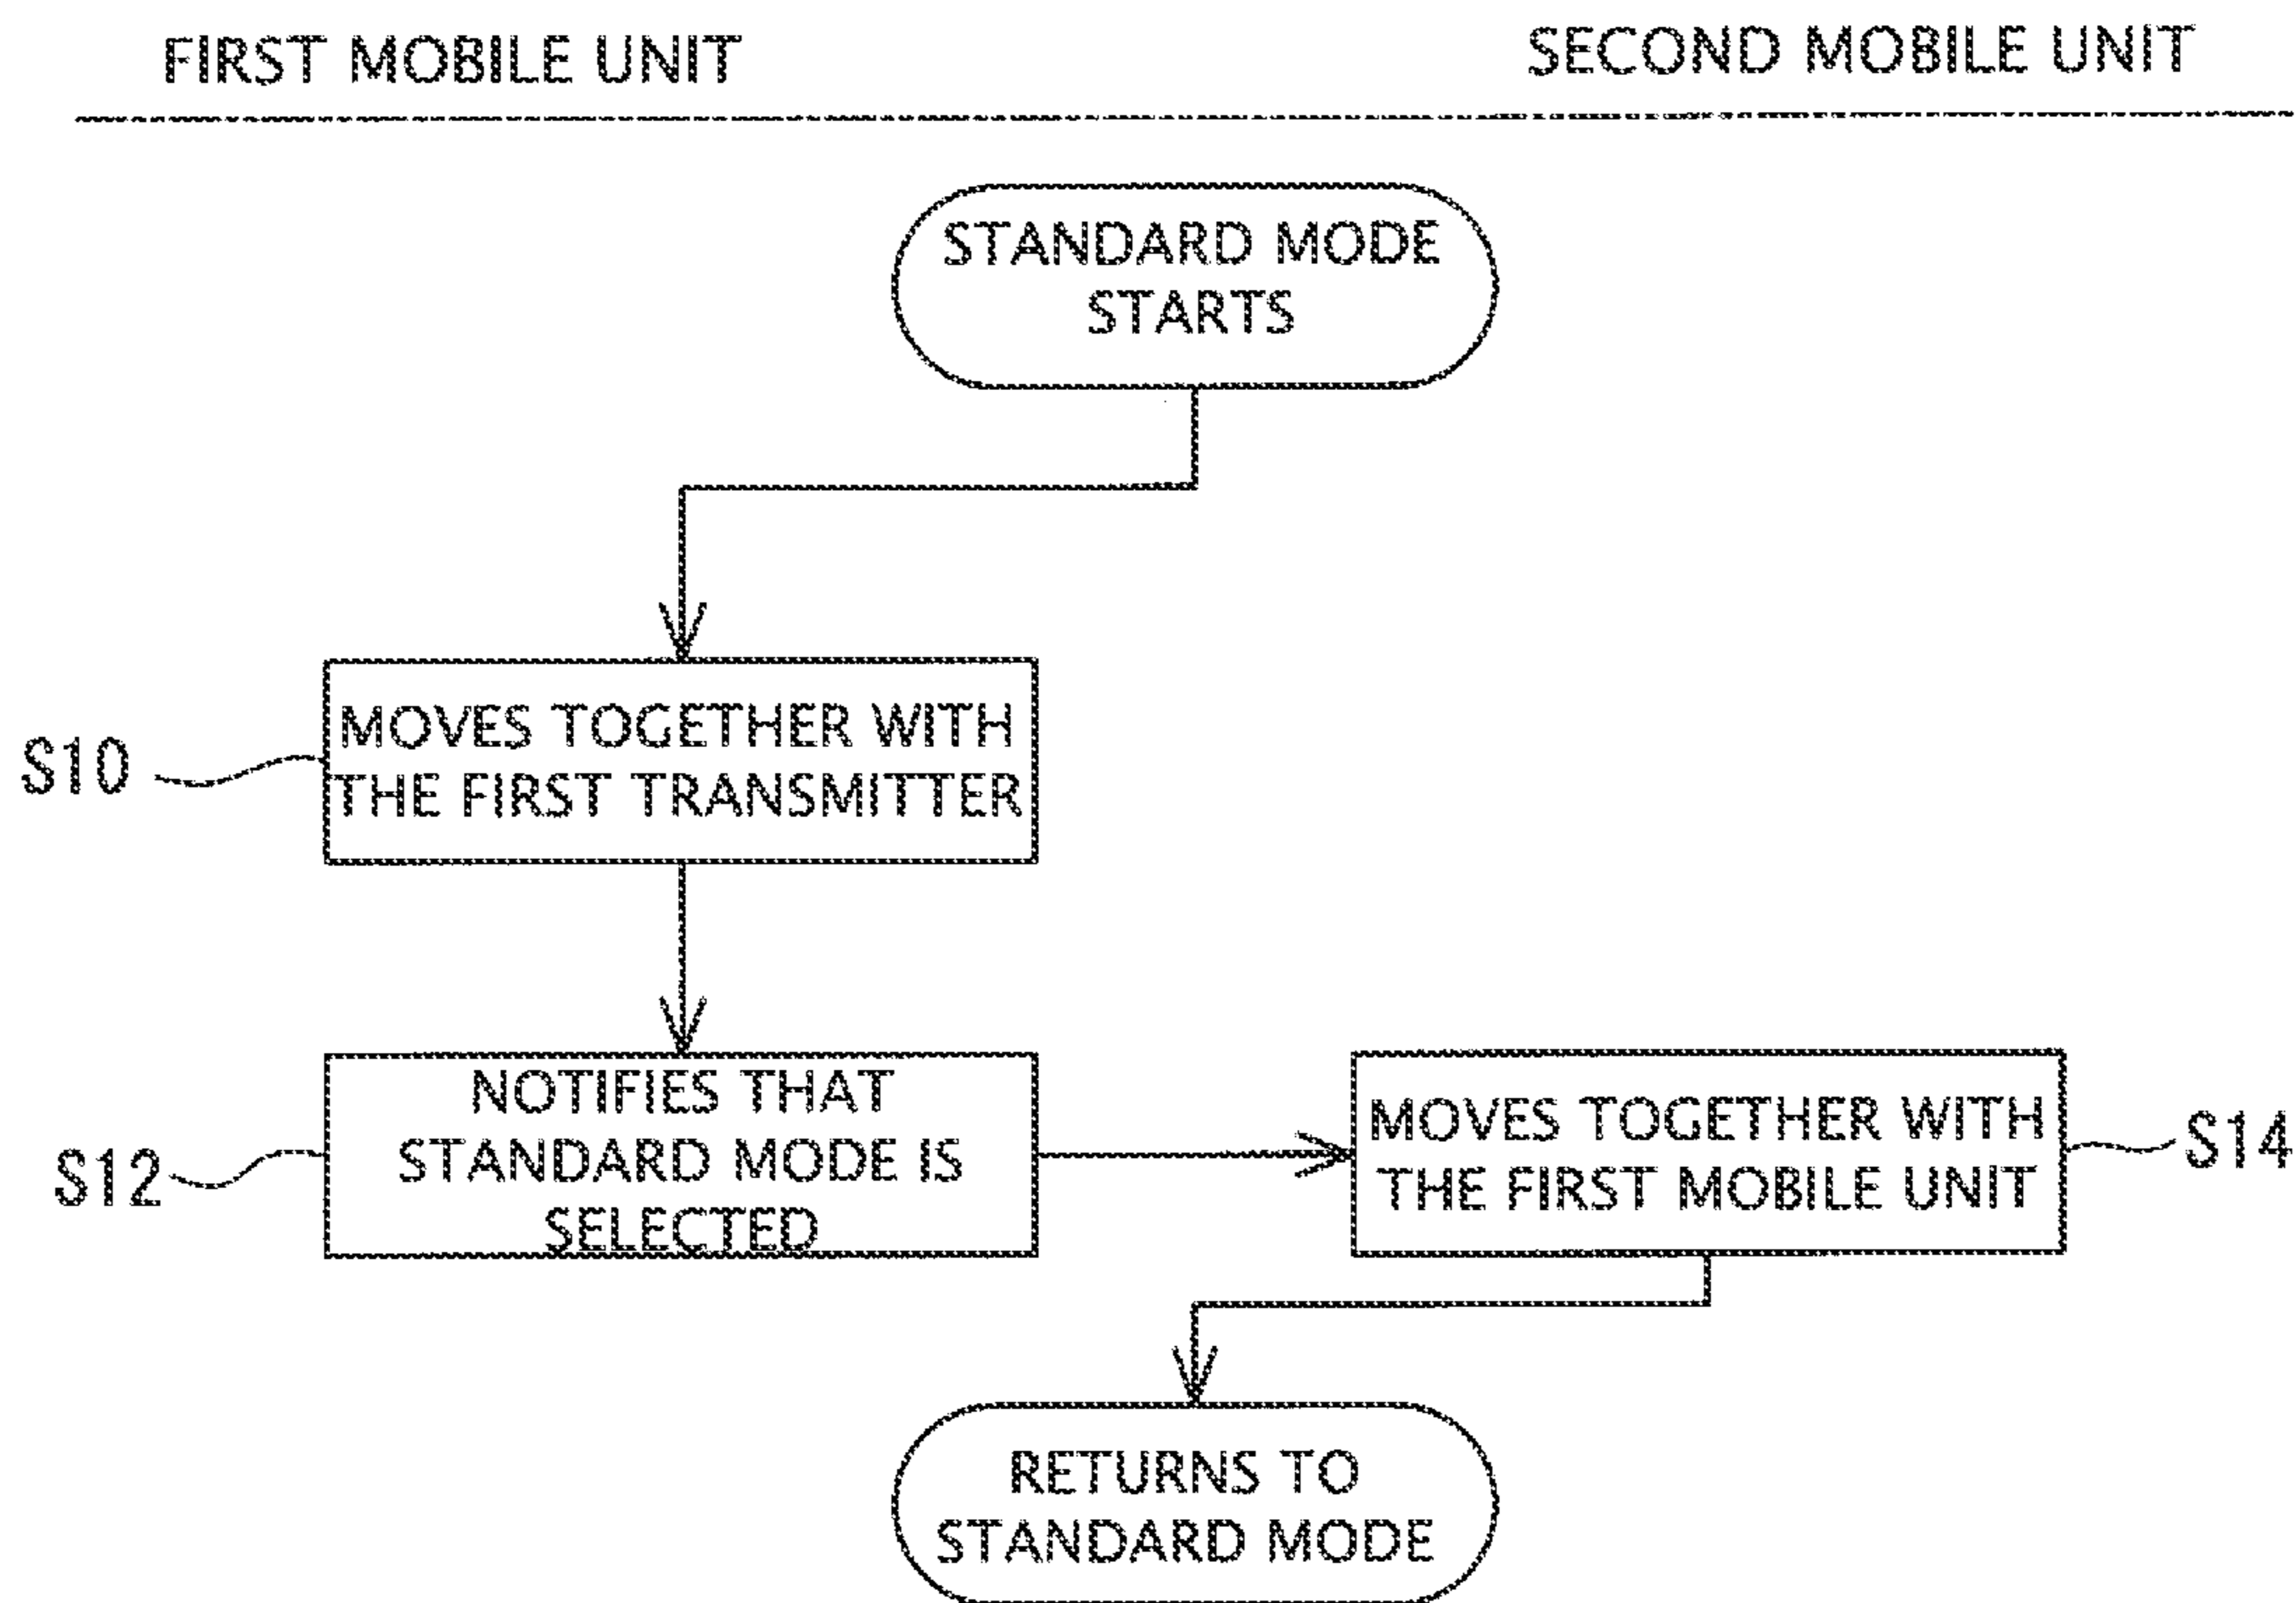 FIRST MOBILE UNIT
SECOND MOBILE UNIT
STANDARD MODE
STARTS
S10
MOVES TOGETHER WITH
THE FIRST TRANSMITTER
S12
NOTIFIES THAT
STANDARD MODE IS
SELECTED
MOVES TOGETHER WITH
THE FIRST MOBILE UNIT
S14
RETURNS TO
STANDARD MODE